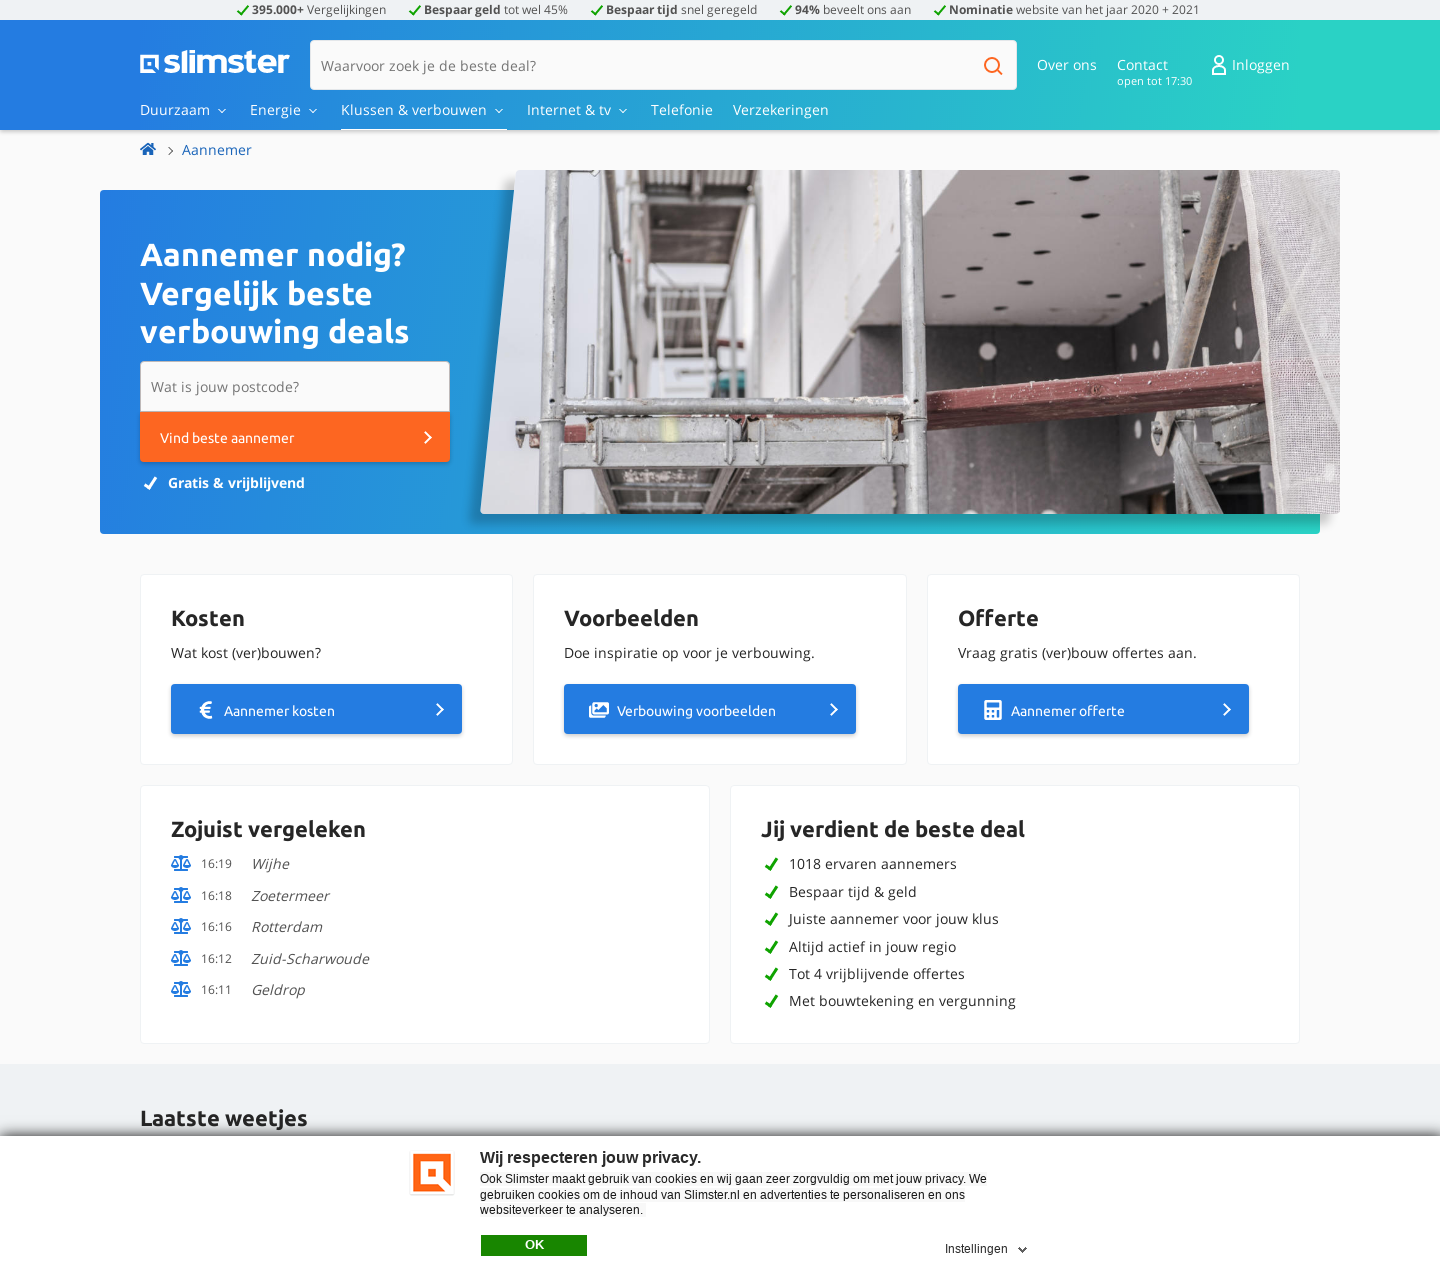 395.000+ Vergelijkingen Bespaar geld tot wel 45% Bespaar tijd snel geregeld 94% beveelt ons aan Nominatie website van het jaar 2020 + 2021
slimster
Waarvoor zoek je de beste deal?
Over ons
Contact
open tot 17:30
Inloggen
Duurzaam Energie Klussen & verbouwen Internet & tv Telefonie Verzekeringen
Aannemer
Aannemer nodig?
Vergelijk beste
verbouwing deals
Wat is jouw postcode?
Vind beste aannemer
Gratis & vrijblijvend
Kosten
Wat kost (ver)bouwen?
Aannemer kosten
Voorbeelden
Doe inspiratie op voor je verbouwing.
Verbouwing voorbeelden
Offerte
Vraag gratis (ver)bouw offertes aan.
Aannemer offerte
Zojuist vergeleken
16:19 Wijhe
16:18 Zoetermeer
16:16 Rotterdam
16:12 Zuid-Scharwoude
16:11 Geldrop
Jij verdient de beste deal
1018 ervaren aannemers
Bespaar tijd & geld
Juiste aannemer voor jouw klus
Altijd actief in jouw regio
Tot 4 vrijblijvende offertes
Met bouwtekening en vergunning
Laatste weetjes
Wij respecteren jouw privacy.
Ook Slimster maakt gebruik van cookies en wij gaan zeer zorgvuldig om met jouw privacy. We
gebruiken cookies om de inhoud van Slimster.nl en advertenties te personaliseren en ons
websiteverkeer te analyseren.
OK
Instellingen